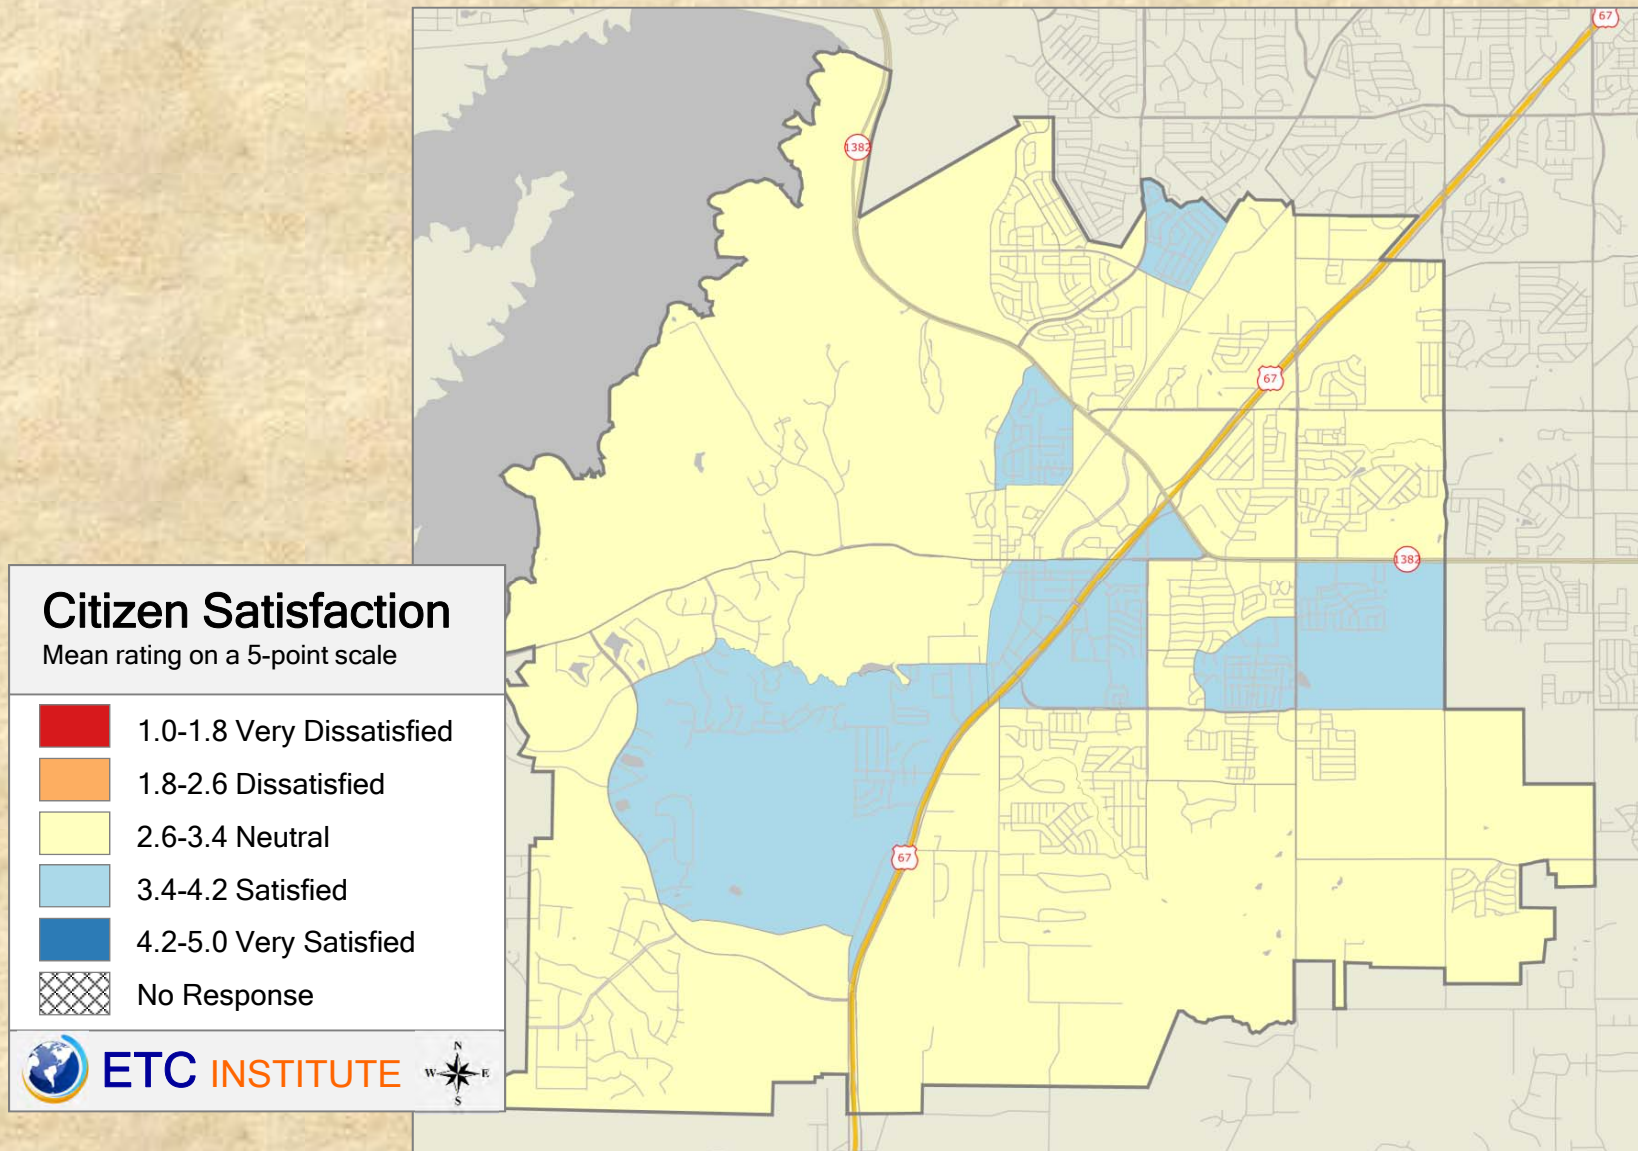 67
1382
67
1382
67
Citizen Satisfaction
Mean rating on a 5-point scale
1.0-1.8 Very Dissatisfied
1.8-2.6 Dissatisfied
2.6-3.4 Neutral
3.4-4.2 Satisfied
4.2-5.0 Very Satisfied
No Response
ETC INSTITUTE
N
W E
S